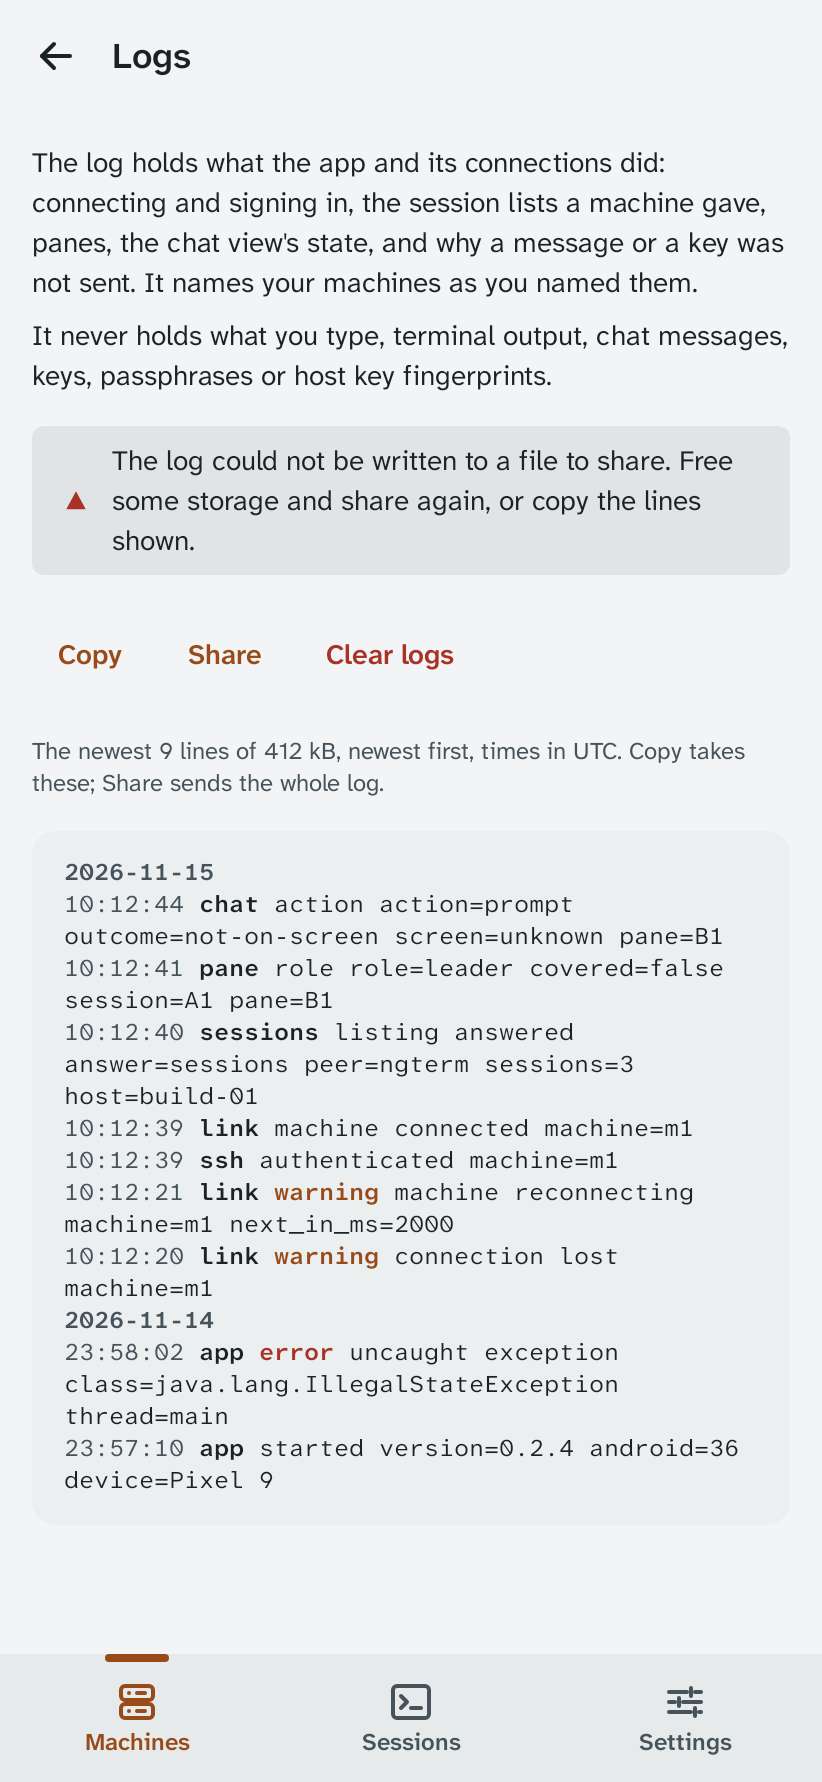 Logs
The log holds what the app and its connections did:
connecting and signing in, the session lists a machine gave,
panes, the chat view's state, and why a message or a key was
not sent. It names your machines as you named them.
It never holds what you type, terminal output, chat messages,
keys, passphrases or host key fingerprints.
The log could not be written to a file to share. Free
some storage and share again, or copy the lines
shown.
Copy Share Clear logs
The newest 9 lines of 412 kB, newest first, times in UTC. Copy takes
these; Share sends the whole log.
2026-11-15
10:12:44 chat action action=prompt
outcome=not-on-screen screen=unknown pane=B1
10:12:41 pane role role=leader covered=false
session=A1 pane=B1
10:12:40 sessions listing answered
answer=sessions peer=ngterm sessions=3
host=build-01
10:12:39 link machine connected machine=m1
10:12:39 ssh authenticated machine=m1
10:12:21 link warning machine reconnecting
machine=m1 next_in_ms=2000
10:12:20 link warning connection lost
machine=m1
2026-11-14
23:58:02 app error uncaught exception
class=java.lang.IllegalStateException
thread=main
23:57:10 app started version=0.2.4 android=36
device=Pixel 9
Machines Sessions Settings